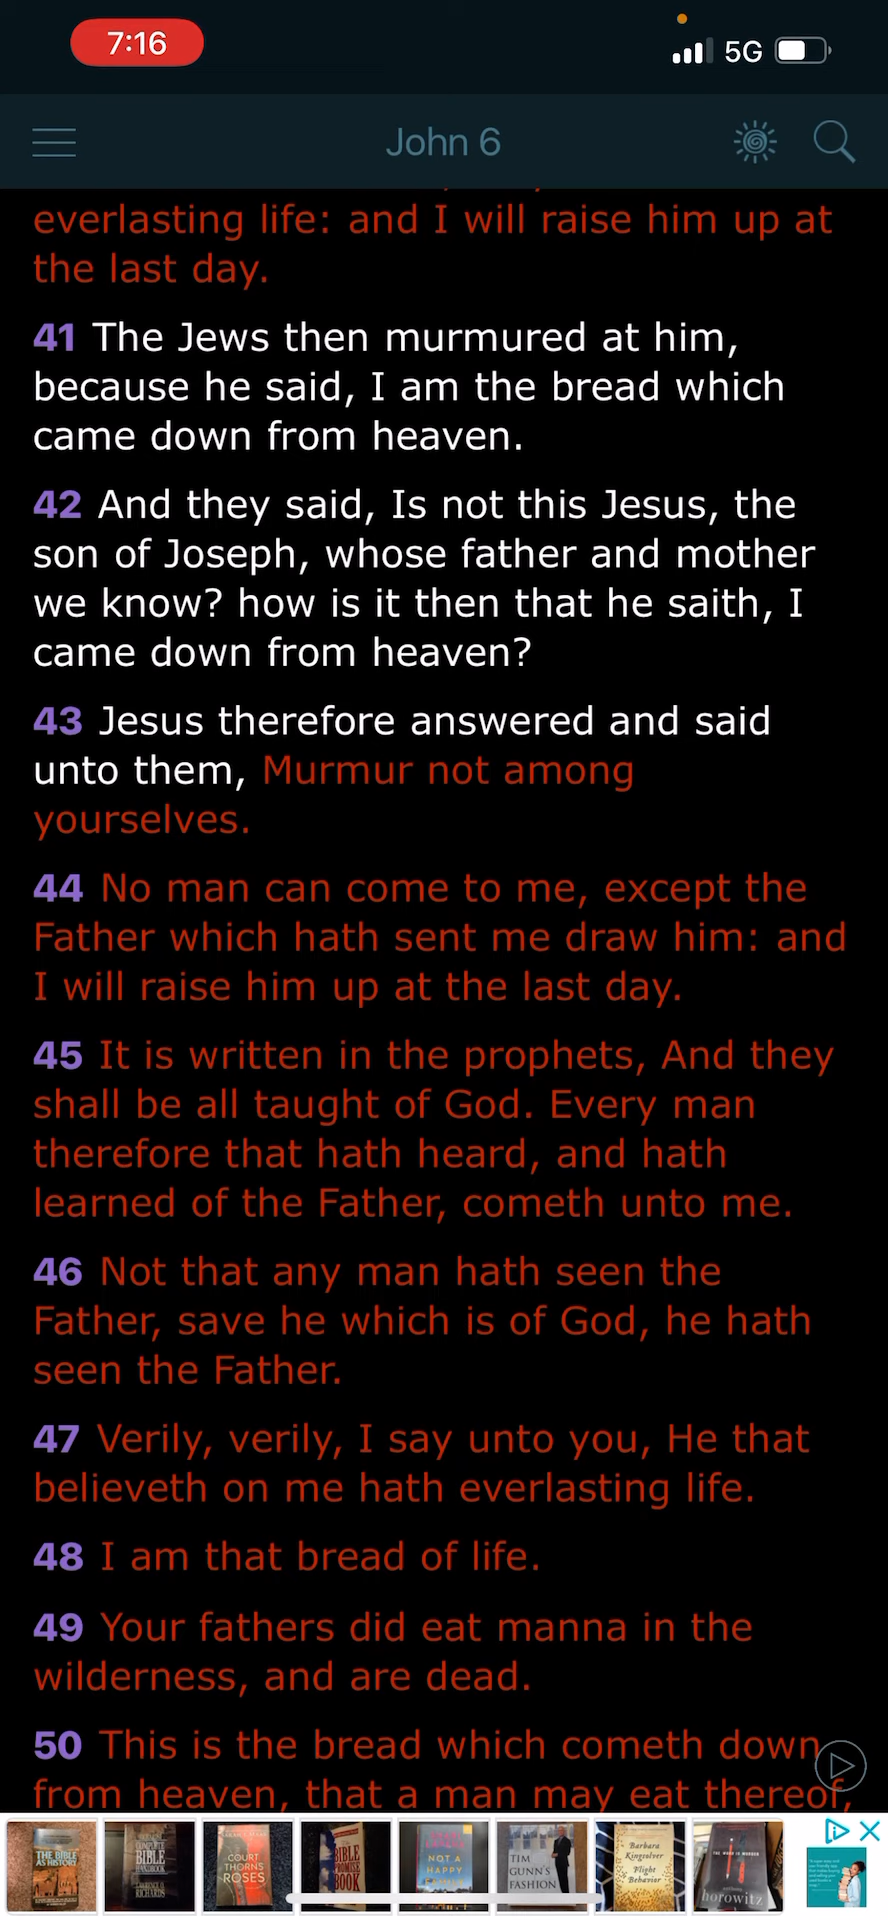 7:16
5G
John 6
everlasting life: and I will raise him up at
the last day.
41 The Jews then murmured at him,
because he said, I am the bread which
came down from heaven.
42 And they said, Is not this Jesus, the
son of Joseph, whose father and mother
we know? how is it then that he saith, I
came down from heaven?
43 Jesus therefore answered and said
unto them, Murmur not among
yourselves.
44 No man can come to me, except the
Father which hath sent me draw him: and
I will raise him up at the last day.
45 It is written in the prophets, And they
shall be all taught of God. Every man
therefore that hath heard, and hath
learned of the Father, cometh unto me.
46 Not that any man hath seen the
Father, save he which is of God, he hath
seen the Father.
47 Verily, verily, I say unto you, He that
believeth on me hath everlasting life.
48 I am that bread of life.
49 Your fathers did eat manna in the
wilderness, and are dead.
50 This is the bread which cometh down
from heaven, that a man may eat thereof,
THE BIBLE
AS HISTORY
COMPLETE
BIBLE
HANDBOOK
RICHARDS
COURT
THORNS
ROSES
BIBLE
PROMISE
BOOK
NOT A
HAPPY
FAMILY
TIM
GUNN'S
FASHION
Barbara
Kingsolver
Flight
Behavior
THE WORD IS MURDER
horowitz